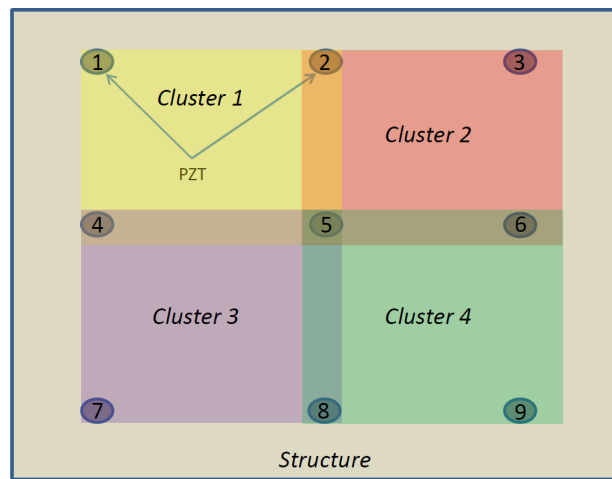 1 2 3
Cluster 1
Cluster 2
PZT
4 5 6
Cluster 3 Cluster 4
7 8 9
Structure